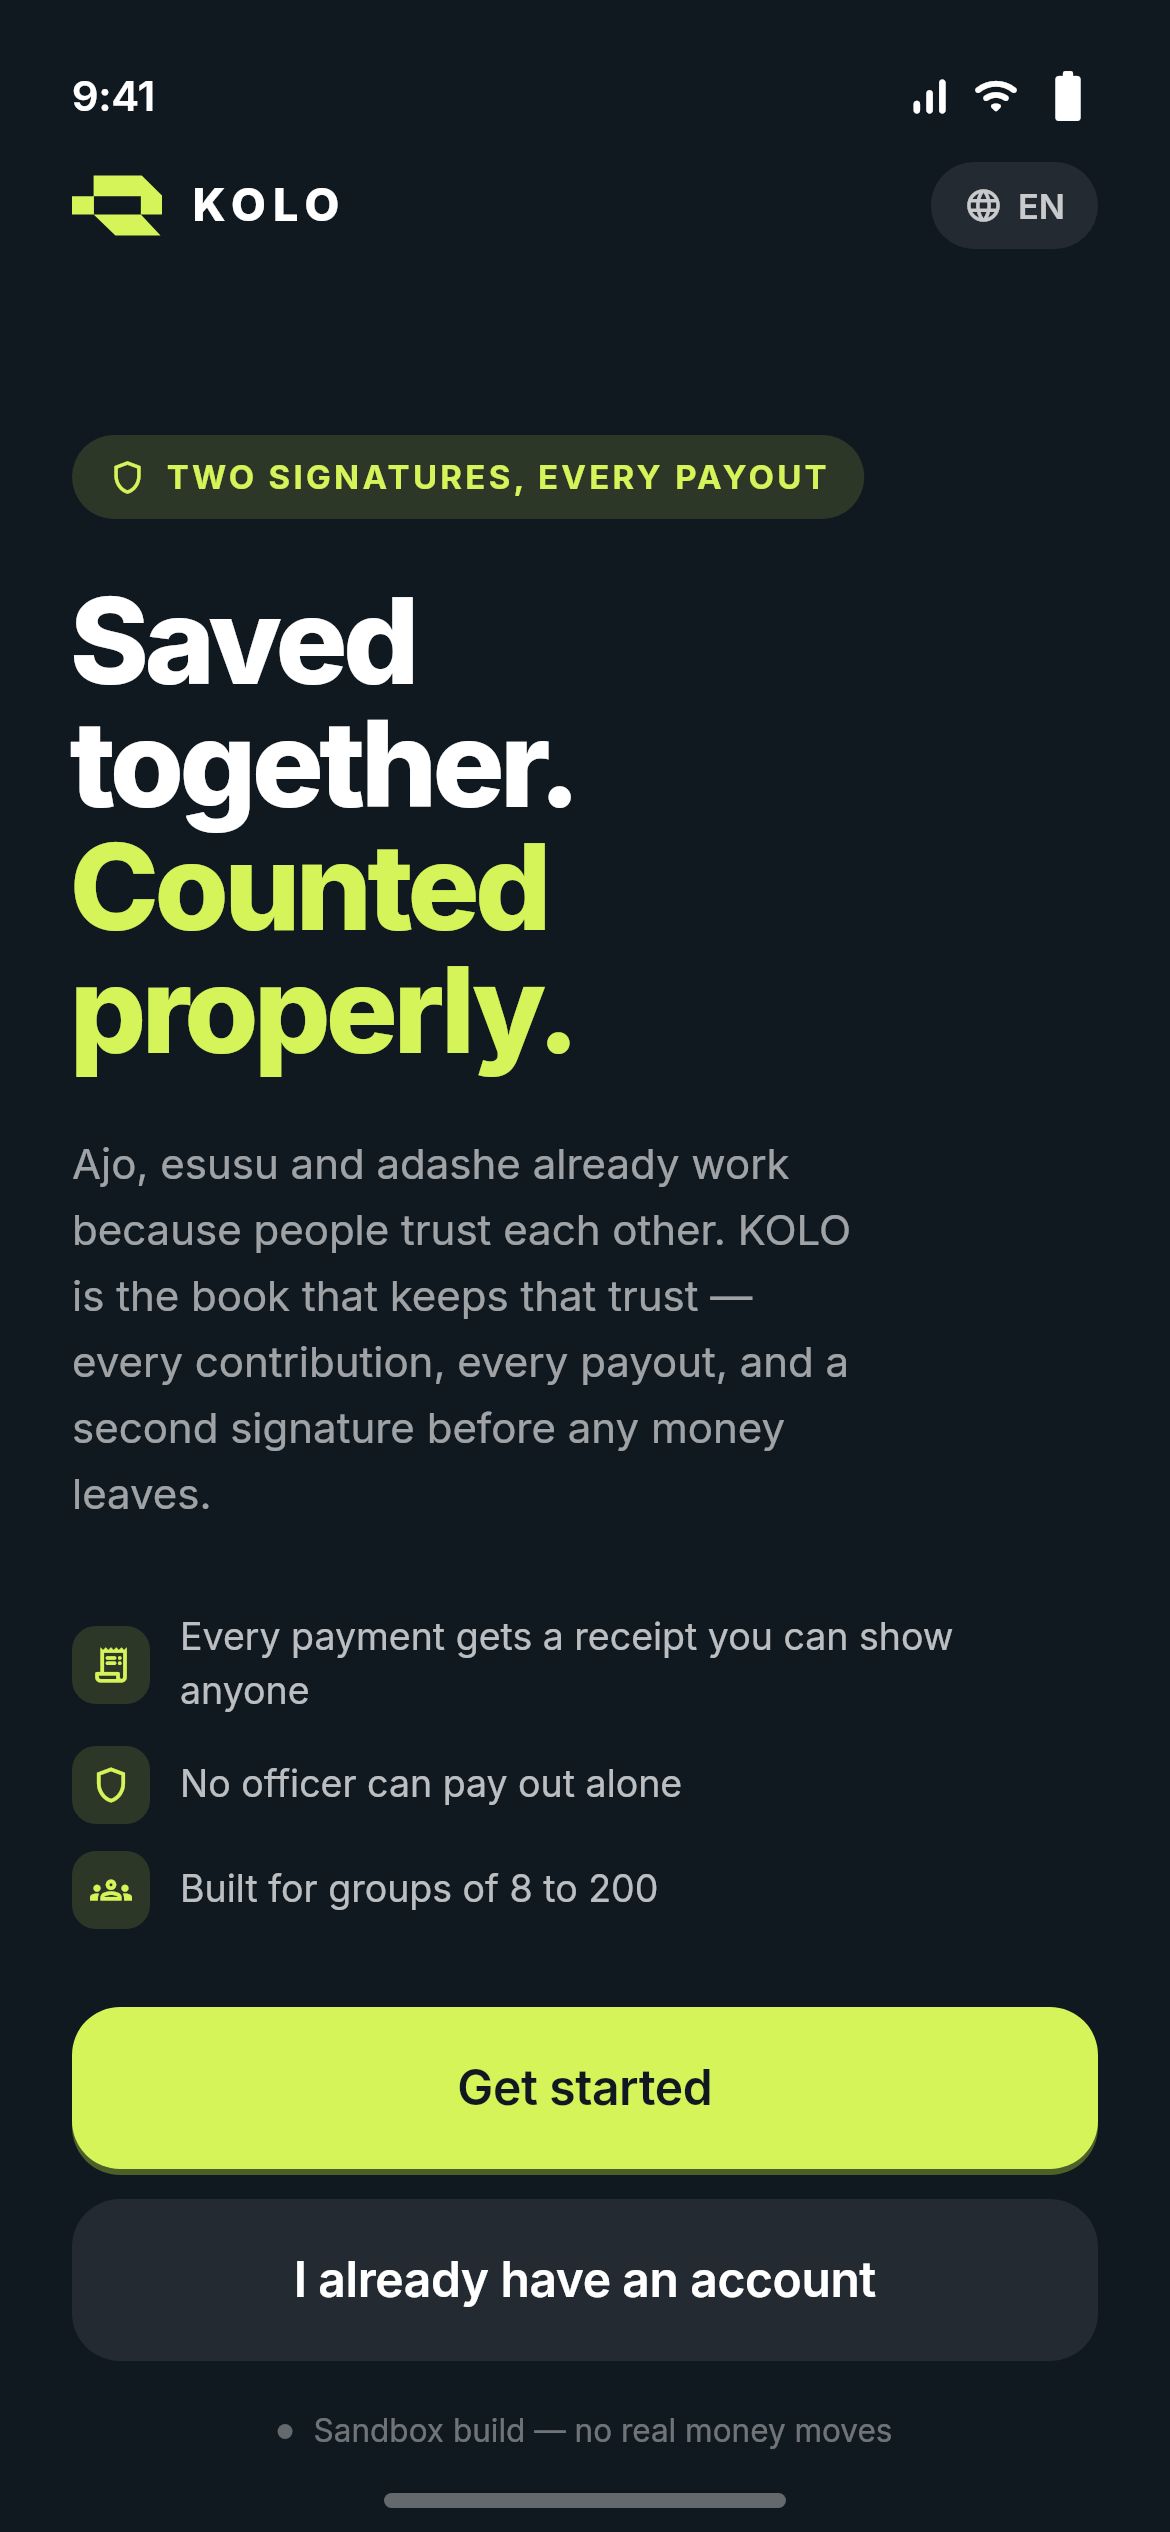 9:41
KOLO
EN
TWO SIGNATURES, EVERY PAYOUT
Saved
together.
Counted
properly.
Ajo, esusu and adashe already work
because people trust each other. KOLO
is the book that keeps that trust —
every contribution, every payout, and a
second signature before any money
leaves.
Every payment gets a receipt you can show
anyone
No officer can pay out alone
Built for groups of 8 to 200
Get started
I already have an account
Sandbox build — no real money moves